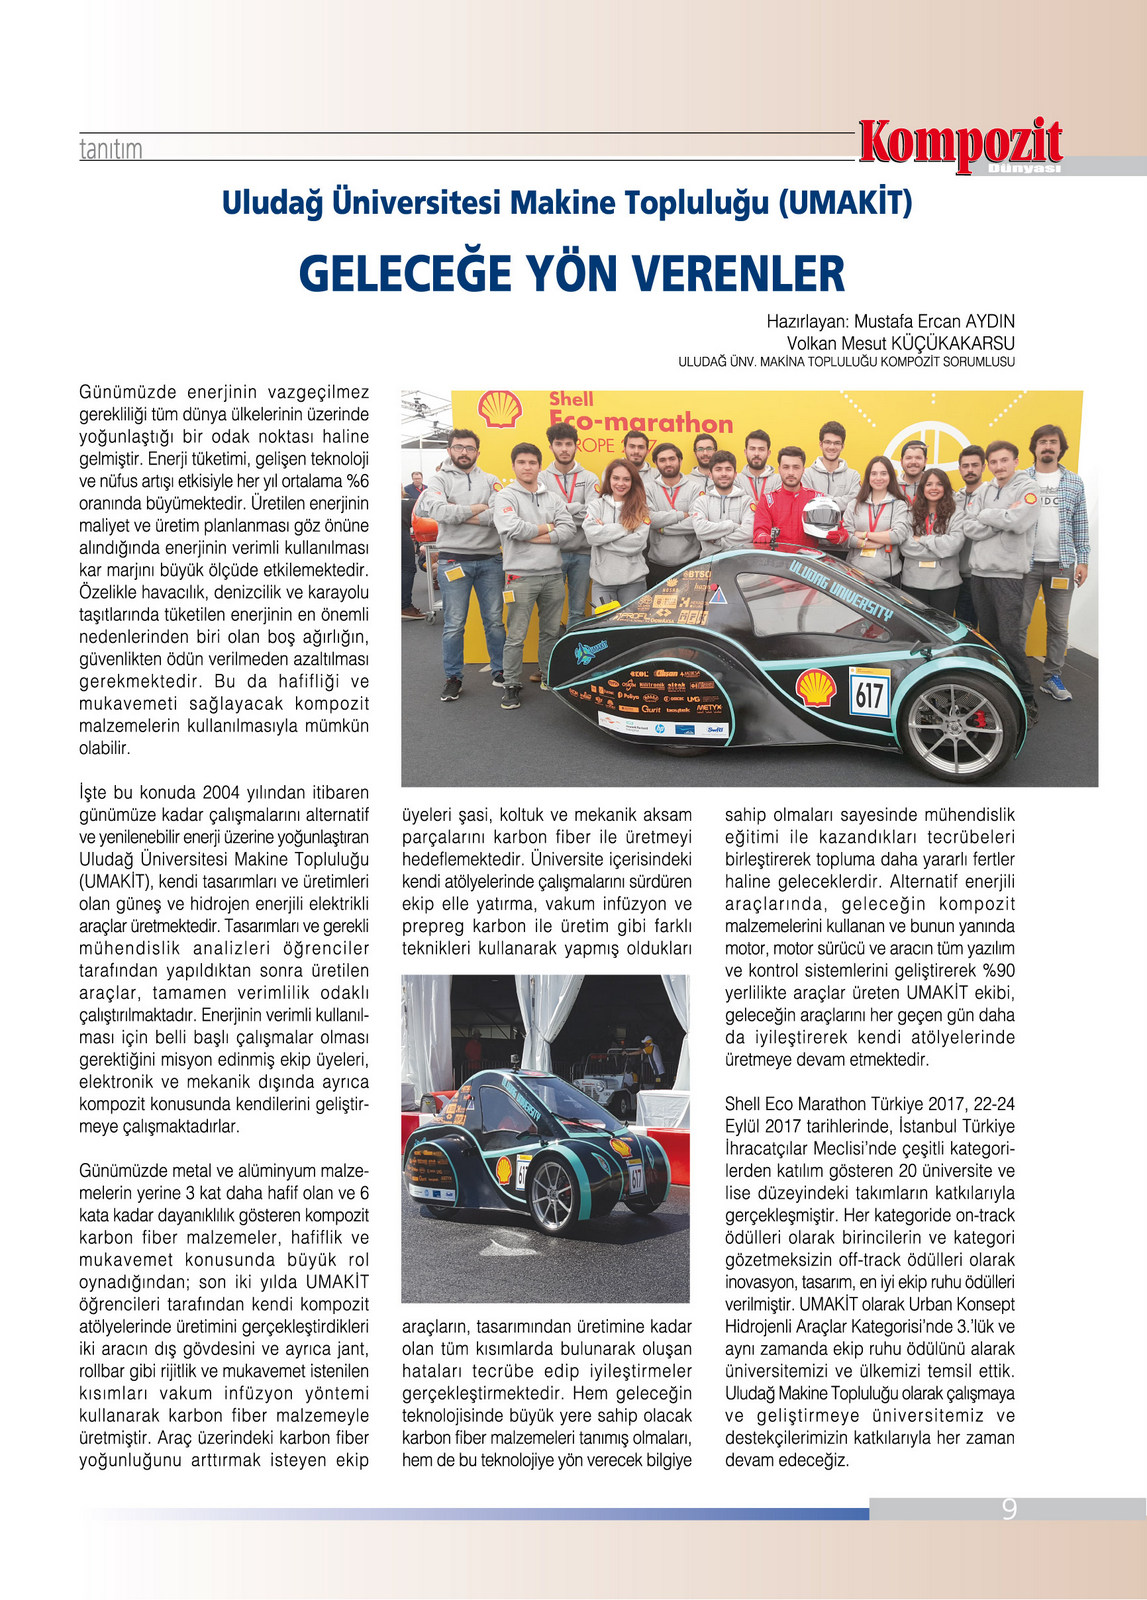 tanıtım
Kompozit
Dünyası
Uludağ Üniversitesi Makine Topluluğu (UMAKİT)
GELECEĞE YÖN VERENLER
Hazırlayan: Mustafa Ercan AYDIN
Volkan Mesut KÜÇÜKAKARSU
ULUDAĞ ÜNV. MAKİNA TOPLULUĞU KOMPOZİT SORUMLUSU
Günümüzde enerjinin vazgeçilmez
gerekliliği tüm dünya ülkelerinin üzerinde
yoğunlaştığı bir odak noktası haline
gelmiştir. Enerji tüketimi, gelişen teknoloji
ve nüfus artışı etkisiyle her yıl ortalama %6
oranında büyümektedir. Üretilen enerjinin
maliyet ve üretim planlanması göz önüne
alındığında enerjinin verimli kullanılması
kar marjını büyük ölçüde etkilemektedir.
Özelikle havacılık, denizcilik ve karayolu
taşıtlarında tüketilen enerjinin en önemli
nedenlerinden biri olan boş ağırlığın,
güvenlikten ödün verilmeden azaltılması
gerekmektedir. Bu da hafifliği ve
mukavemeti sağlayacak kompozit
malzemelerin kullanılmasıyla mümkün
olabilir.
İşte bu konuda 2004 yılından itibaren
günümüze kadar çalışmalarını alternatif
ve yenilenebilir enerji üzerine yoğunlaştıran
Uludağ Üniversitesi Makine Topluluğu
(UMAKİT), kendi tasarımları ve üretimleri
olan güneş ve hidrojen enerjili elektrikli
araçlar üretmektedir. Tasarımları ve gerekli
mühendislik analizleri öğrenciler
tarafından yapıldıktan sonra üretilen
araçlar, tamamen verimlilik odaklı
çalıştırılmaktadır. Enerjinin verimli kullanıl-
ması için belli başlı çalışmalar olması
gerektiğini misyon edinmiş ekip üyeleri,
elektronik ve mekanik dışında ayrıca
kompozit konusunda kendilerini geliştir-
meye çalışmaktadırlar.
Günümüzde metal ve alüminyum malze-
melerin yerine 3 kat daha hafif olan ve 6
kata kadar dayanıklılık gösteren kompozit
karbon fiber malzemeler, hafiflik ve
mukavemet konusunda büyük rol
oynadığından; son iki yılda UMAKİT
öğrencileri tarafından kendi kompozit
atölyelerinde üretimini gerçekleştirdikleri
iki aracın dış gövdesini ve ayrıca jant,
rollbar gibi rijitlik ve mukavemet istenilen
kısımları vakum infüzyon yöntemi
kullanarak karbon fiber malzemeyle
üretmiştir. Araç üzerindeki karbon fiber
yoğunluğunu arttırmak isteyen ekip
Shell
Eco-marathon
EUROPE 2017
ULUDAG UNIVERSITY
617
METYX
Gurit
üyeleri şasi, koltuk ve mekanik aksam
parçalarını karbon fiber ile üretmeyi
hedeflemektedir. Üniversite içerisindeki
kendi atölyelerinde çalışmalarını sürdüren
ekip elle yatırma, vakum infüzyon ve
prepreg karbon ile üretim gibi farklı
teknikleri kullanarak yapmış oldukları
ULUDAG UNIVERSITY
617
araçların, tasarımından üretimine kadar
olan tüm kısımlarda bulunarak oluşan
hataları tecrübe edip iyileştirmeler
gerçekleştirmektedir. Hem geleceğin
teknolojisinde büyük yere sahip olacak
karbon fiber malzemeleri tanımış olmaları,
hem de bu teknolojiye yön verecek bilgiye
sahip olmaları sayesinde mühendislik
eğitimi ile kazandıkları tecrübeleri
birleştirerek topluma daha yararlı fertler
haline geleceklerdir. Alternatif enerjili
araçlarında, geleceğin kompozit
malzemelerini kullanan ve bunun yanında
motor, motor sürücü ve aracın tüm yazılım
ve kontrol sistemlerini geliştirerek %90
yerlilikte araçlar üreten UMAKİT ekibi,
geleceğin araçlarını her geçen gün daha
da iyileştirerek kendi atölyelerinde
üretmeye devam etmektedir.
Shell Eco Marathon Türkiye 2017, 22-24
Eylül 2017 tarihlerinde, İstanbul Türkiye
İhracatçılar Meclisi’nde çeşitli kategori-
lerden katılım gösteren 20 üniversite ve
lise düzeyindeki takımların katkılarıyla
gerçekleşmiştir. Her kategoride on-track
ödülleri olarak birincilerin ve kategori
gözetmeksizin off-track ödülleri olarak
inovasyon, tasarım, en iyi ekip ruhu ödülleri
verilmiştir. UMAKİT olarak Urban Konsept
Hidrojenli Araçlar Kategorisi’nde 3.’lük ve
aynı zamanda ekip ruhu ödülünü alarak
üniversitemizi ve ülkemizi temsil ettik.
Uludağ Makine Topluluğu olarak çalışmaya
ve geliştirmeye üniversitemiz ve
destekçilerimizin katkılarıyla her zaman
devam edeceğiz.
9